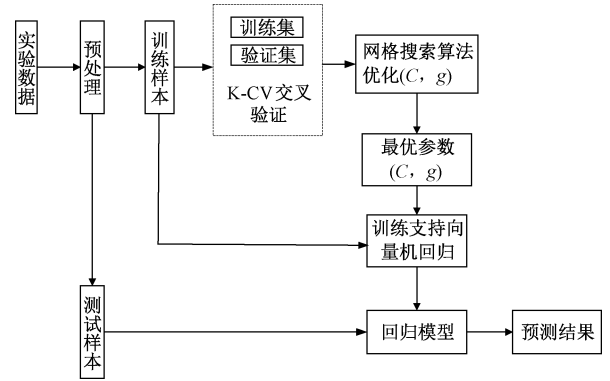 实验数据
预处理
训练样本
训练集
验证集
K-CV交叉
验证
网格搜索算法
优化(C，g)
最优参数
(C，g)
训练支持向
量机回归
测试样本
回归模型
预测结果